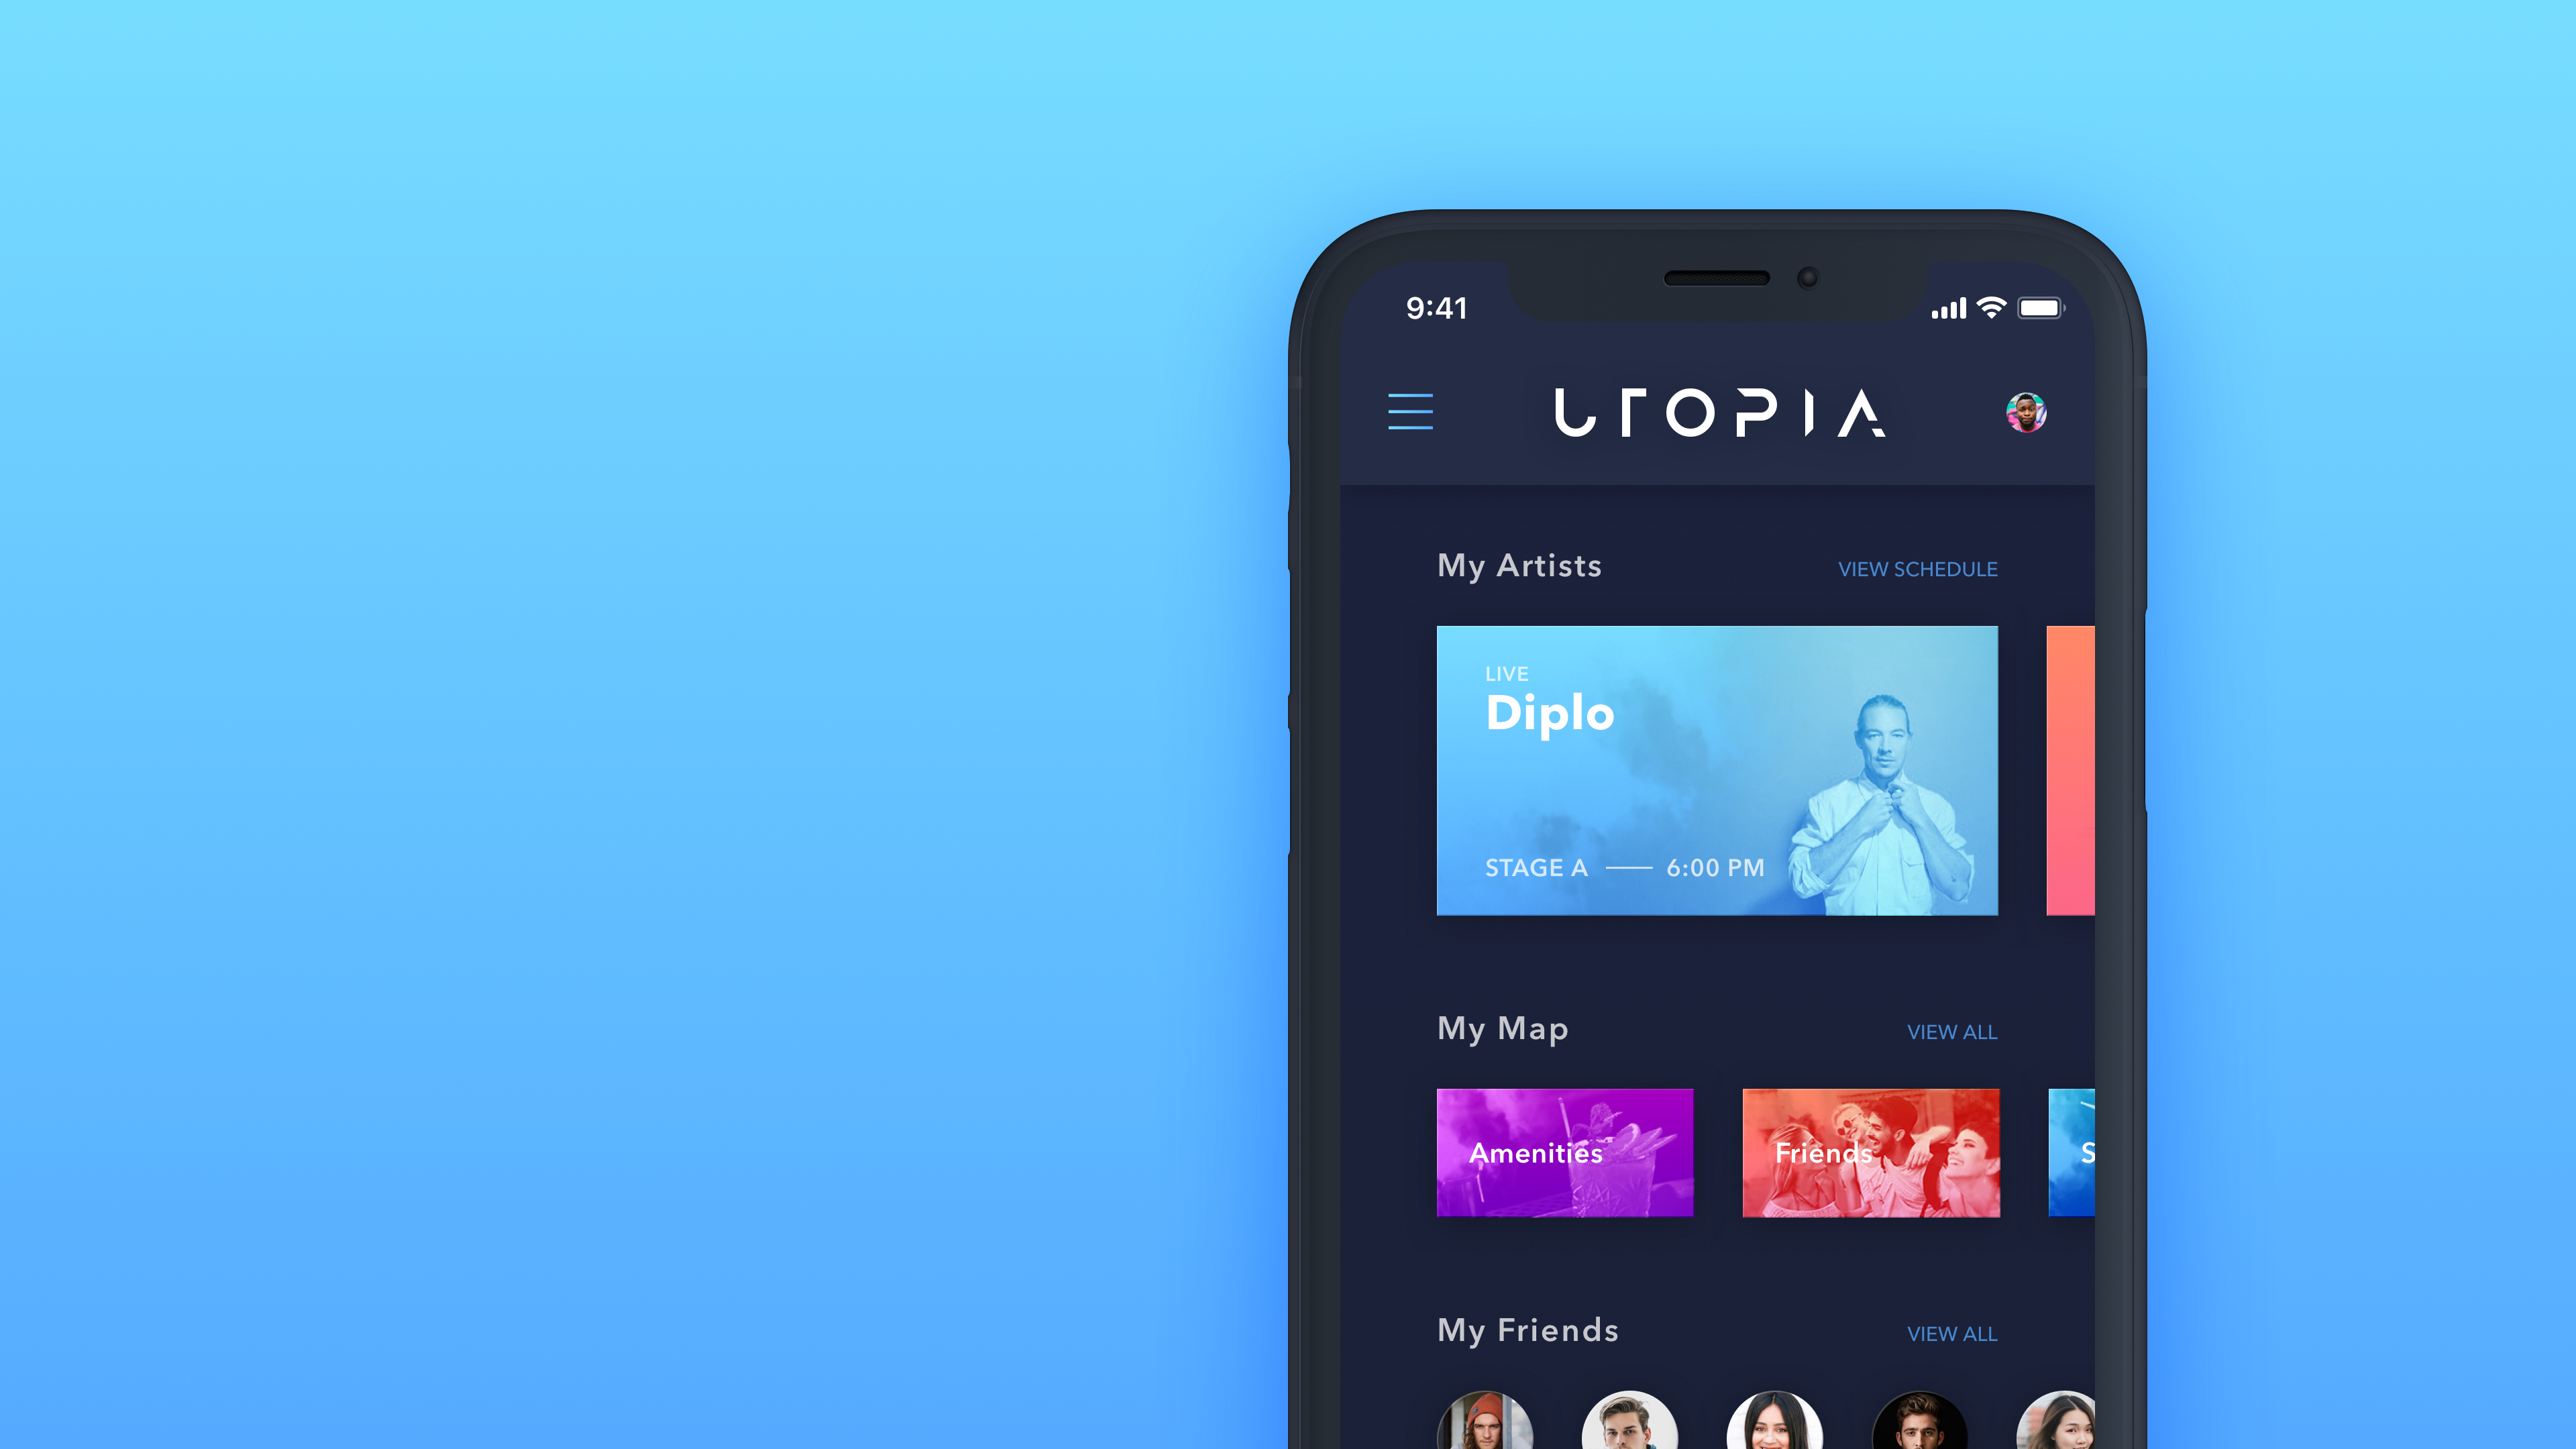 9:41
UTOPIA
My Artists
VIEW SCHEDULE
LIVE
Diplo
STAGE A — 6:00 PM
My Map
VIEW ALL
Amenities
Friends
S
My Friends
VIEW ALL